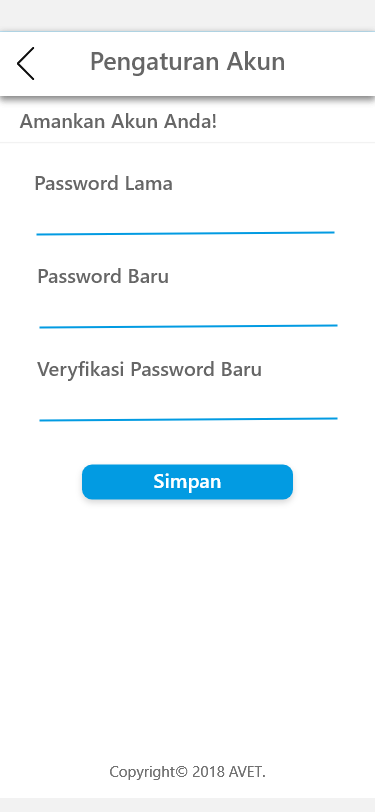 Pengaturan Akun
Amankan Akun Anda!
Password Lama
Password Baru
Veryfikasi Password Baru
Simpan
Copyright© 2018 AVET.